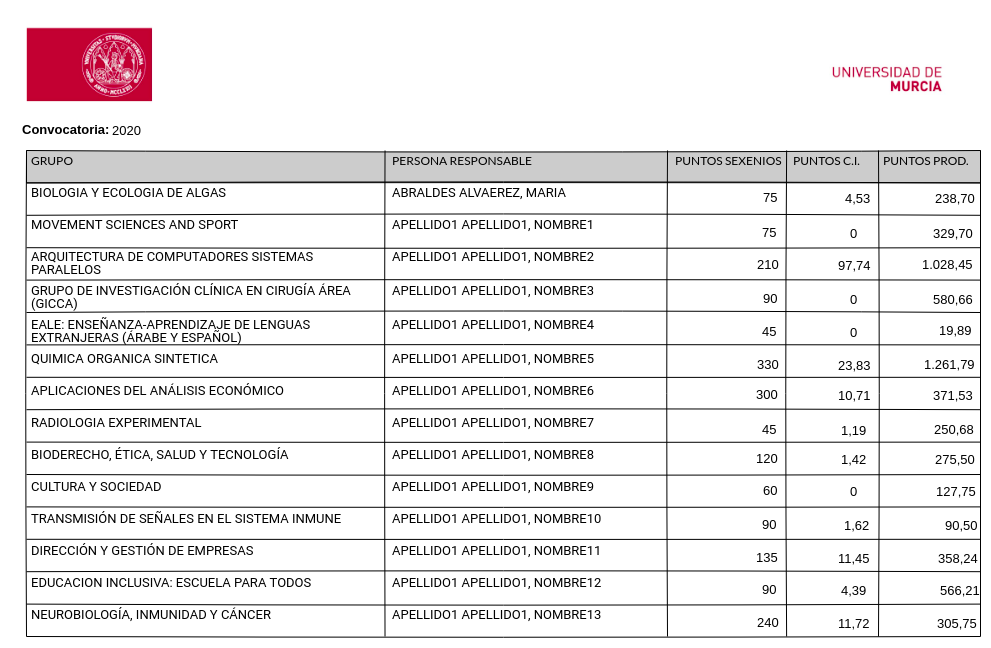 UNIVERSIDAD DE
MURCIA
Convocatoria: 2020
GRUPO PERSONA RESPONSABLE PUNTOS SEXENIOS PUNTOS C.I. PUNTOS PROD.
BIOLOGIA Y ECOLOGIA DE ALGAS ABRALDES ALVAEREZ, MARIA 75 4,53 238,70
MOVEMENT SCIENCES AND SPORT APELLIDO1 APELLIDO1, NOMBRE1 75 0 329,70
ARQUITECTURA DE COMPUTADORES SISTEMAS
PARALELOS APELLIDO1 APELLIDO1, NOMBRE2 210 97,74 1.028,45
GRUPO DE INVESTIGACIÓN CLÍNICA EN CIRUGÍA ÁREA
(GICCA) APELLIDO1 APELLIDO1, NOMBRE3 90 0 580,66
EALE: ENSEÑANZA-APRENDIZAJE DE LENGUAS
EXTRANJERAS (ÁRABE Y ESPAÑOL) APELLIDO1 APELLIDO1, NOMBRE4 45 0 19,89
QUIMICA ORGANICA SINTETICA APELLIDO1 APELLIDO1, NOMBRE5 330 23,83 1.261,79
APLICACIONES DEL ANÁLISIS ECONÓMICO APELLIDO1 APELLIDO1, NOMBRE6 300 10,71 371,53
RADIOLOGIA EXPERIMENTAL APELLIDO1 APELLIDO1, NOMBRE7 45 1,19 250,68
BIODERECHO, ÉTICA, SALUD Y TECNOLOGÍA APELLIDO1 APELLIDO1, NOMBRE8 120 1,42 275,50
CULTURA Y SOCIEDAD APELLIDO1 APELLIDO1, NOMBRE9 60 0 127,75
TRANSMISIÓN DE SEÑALES EN EL SISTEMA INMUNE APELLIDO1 APELLIDO1, NOMBRE10 90 1,62 90,50
DIRECCIÓN Y GESTIÓN DE EMPRESAS APELLIDO1 APELLIDO1, NOMBRE11 135 11,45 358,24
EDUCACION INCLUSIVA: ESCUELA PARA TODOS APELLIDO1 APELLIDO1, NOMBRE12 90 4,39 566,21
NEUROBIOLOGÍA, INMUNIDAD Y CÁNCER APELLIDO1 APELLIDO1, NOMBRE13 240 11,72 305,75